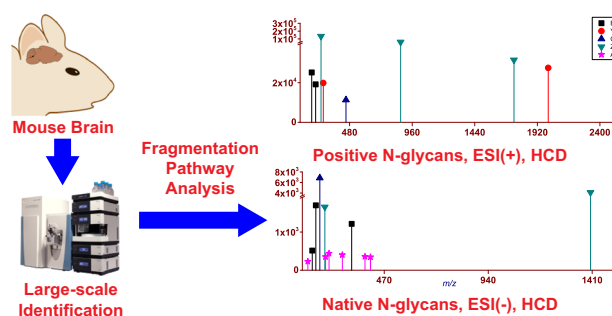 Mouse Brain
Large-scale
Identification
Fragmentation
Pathway
Analysis
3x10⁵
2x10⁵
1x10⁵
2x10⁴
0
480
960
1440
1920
2400
Positive N-glycans, ESI(+), HCD
8x10³
6x10³
4x10³
1x10³
0
470
m/z
940
1410
Native N-glycans, ESI(-), HCD